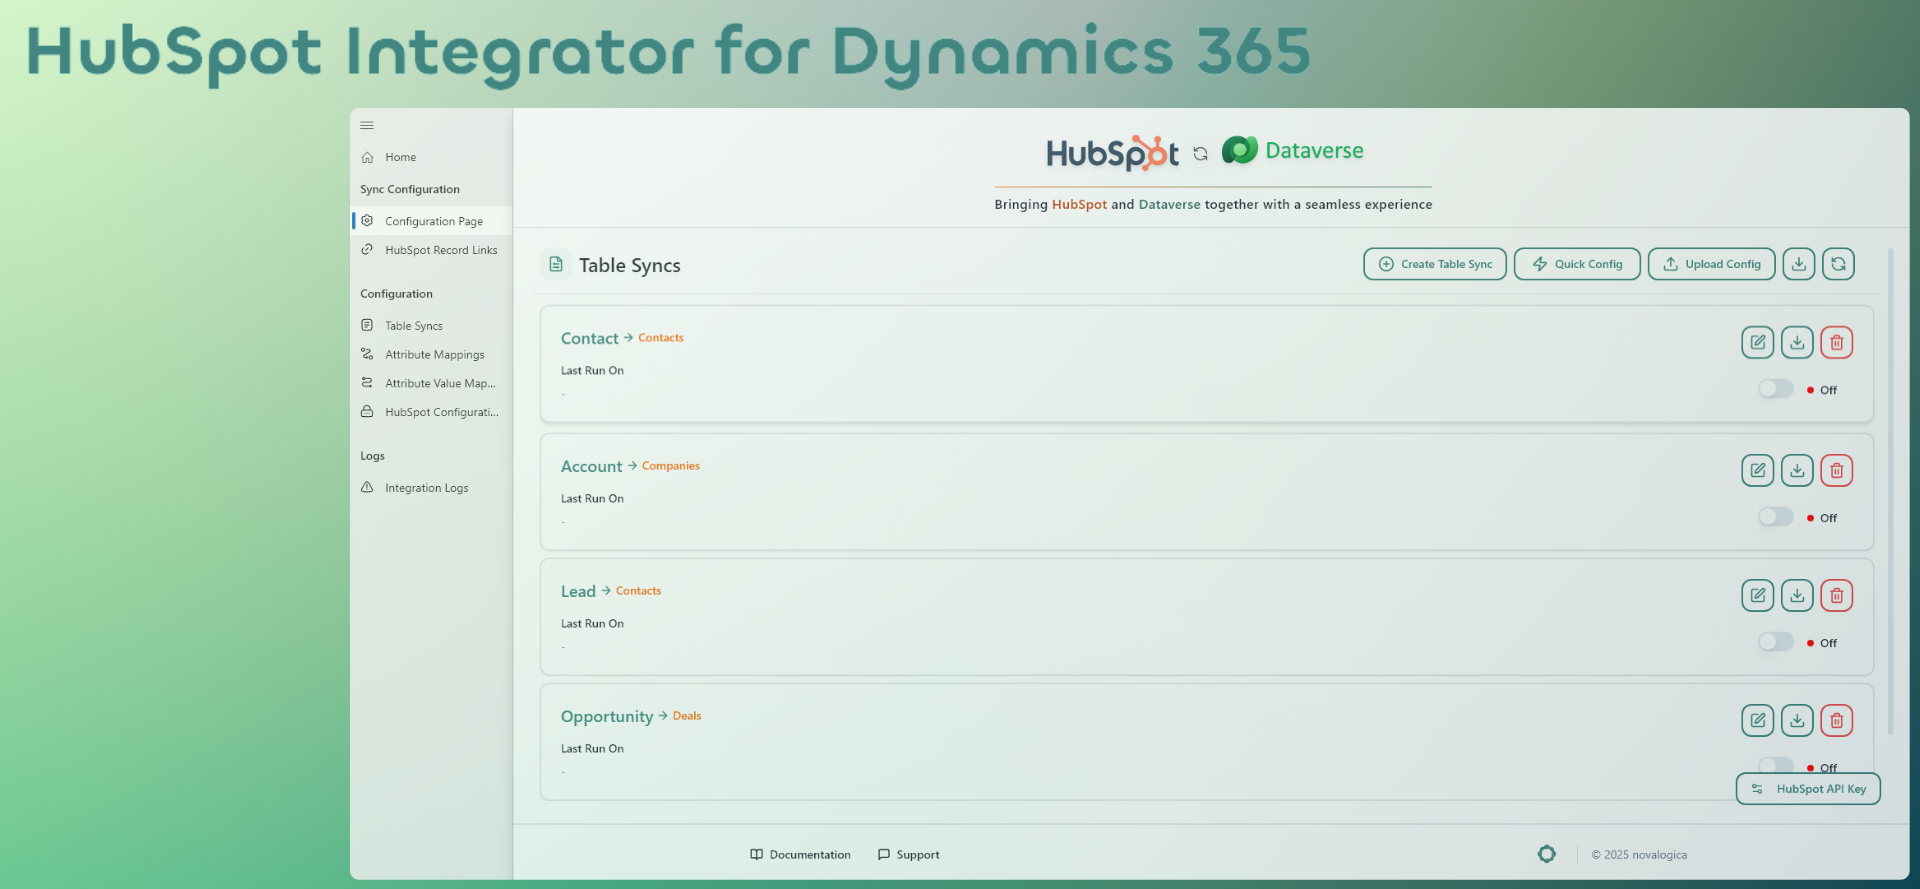 HubSpot Integrator for Dynamics 365
Home
Sync Configuration
Configuration Page
HubSpot Record Links
Configuration
Table Syncs
Attribute Mappings
Attribute Value Map...
HubSpot Configurati...
Logs
Integration Logs
HubSpot Dataverse
Bringing HubSpot and Dataverse together with a seamless experience
Table Syncs
Create Table Sync
Quick Config
Upload Config
Contact → Contacts
Last Run On
-
Off
Account → Companies
Last Run On
-
Off
Lead → Contacts
Last Run On
-
Off
Opportunity → Deals
Last Run On
-
Off
HubSpot API Key
Documentation
Support
© 2025 novalogica